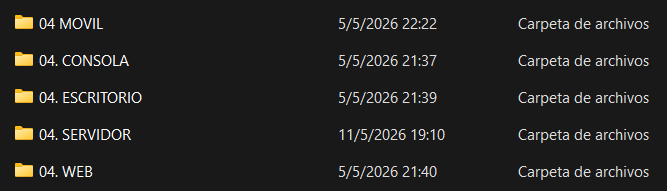 04 MOVIL 5/5/2026 22:22 Carpeta de archivos
04. CONSOLA 5/5/2026 21:37 Carpeta de archivos
04. ESCRITORIO 5/5/2026 21:39 Carpeta de archivos
04. SERVIDOR 11/5/2026 19:10 Carpeta de archivos
04. WEB 5/5/2026 21:40 Carpeta de archivos